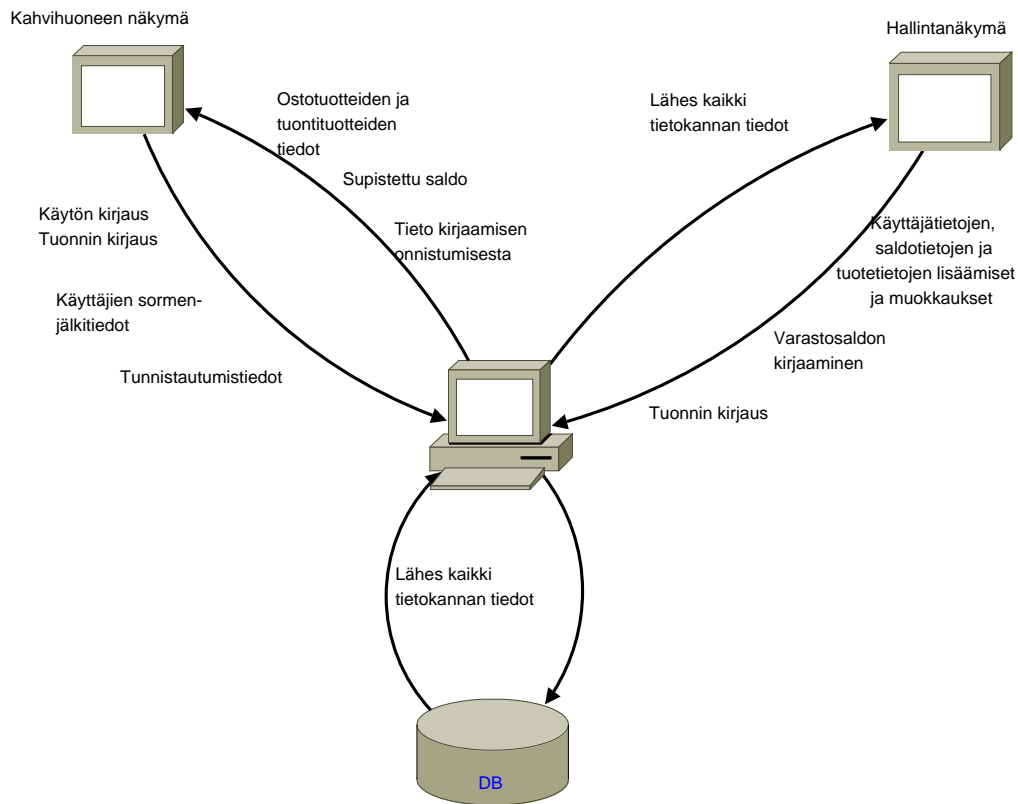 Kahvihuoneen näkymä
Hallintanäkymä
Ostotuotteiden ja
tuontituotteiden
tiedot
Supistettu saldo
Tieto kirjaamisen
onnistumisesta
Lähes kaikki
tietokannan tiedot
Käytön kirjaus
Tuonnin kirjaus
Käyttäjien sormen-
jälkitiedot
Tunnistautumistiedot
Käyttäjätietojen,
saldotietojen ja
tuotetietojen lisäämiset
ja muokkaukset
Varastosaldon
kirjaaminen
Tuonnin kirjaus
Lähes kaikki
tietokannan tiedot
DB